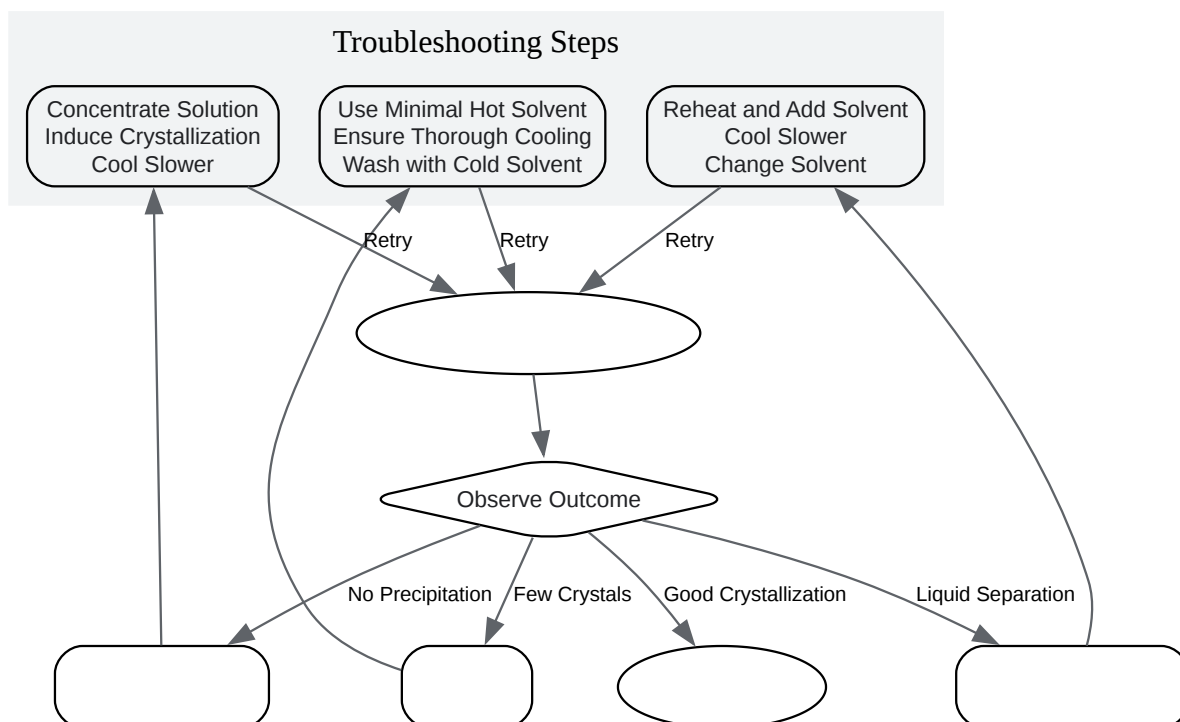 Troubleshooting Steps
Concentrate Solution
Induce Crystallization
Cool Slower
Use Minimal Hot Solvent
Ensure Thorough Cooling
Wash with Cold Solvent
Reheat and Add Solvent
Cool Slower
Change Solvent
Retry
Retry
Retry
Observe Outcome
No Precipitation
Few Crystals
Good Crystallization
Liquid Separation